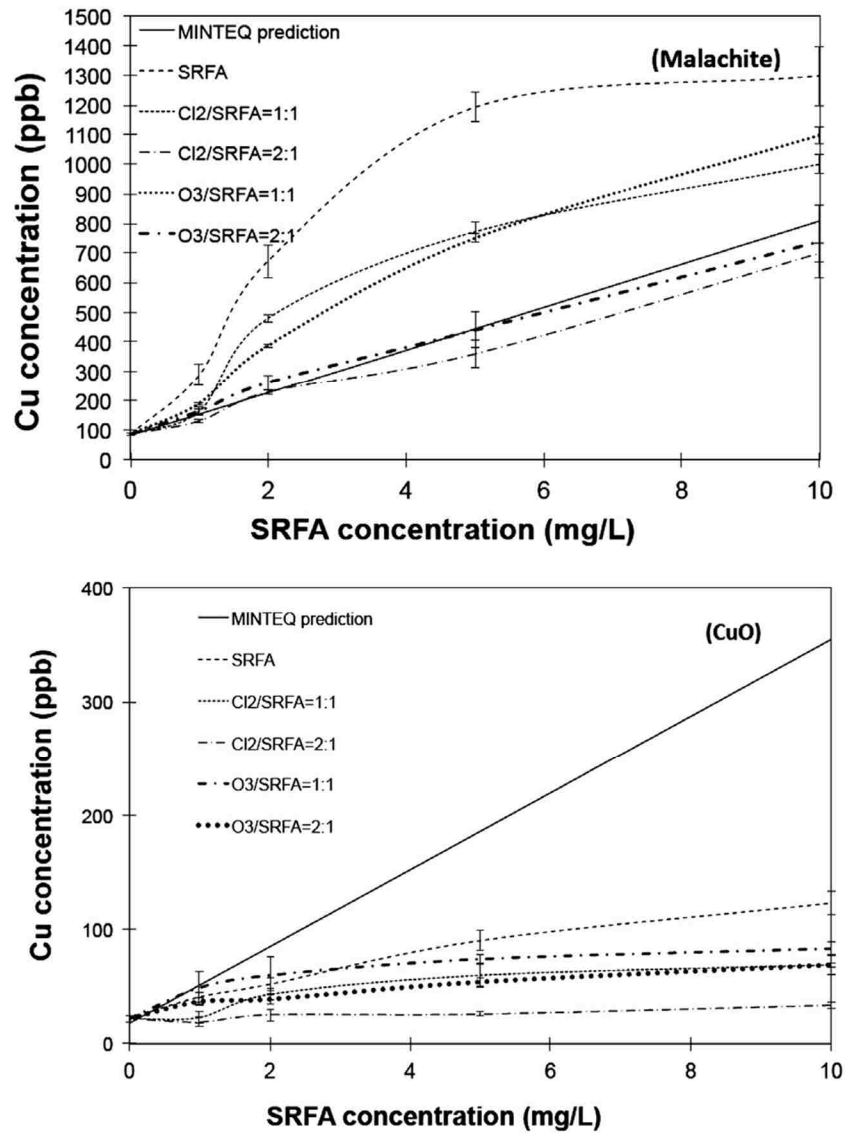 1500
1400
1300
1200
1100
1000
900
800
700
600
500
400
300
200
100
0
Cu concentration (ppb)
MINTEQ prediction
SRFA
Cl2/SRFA=1:1
Cl2/SRFA=2:1
O3/SRFA=1:1
O3/SRFA=2:1
(Malachite)
0 2 4 6 8 10
SRFA concentration (mg/L)
400
300
200
100
0
Cu concentration (ppb)
MINTEQ prediction
SRFA
Cl2/SRFA=1:1
Cl2/SRFA=2:1
O3/SRFA=1:1
O3/SRFA=2:1
(CuO)
0 2 4 6 8 10
SRFA concentration (mg/L)